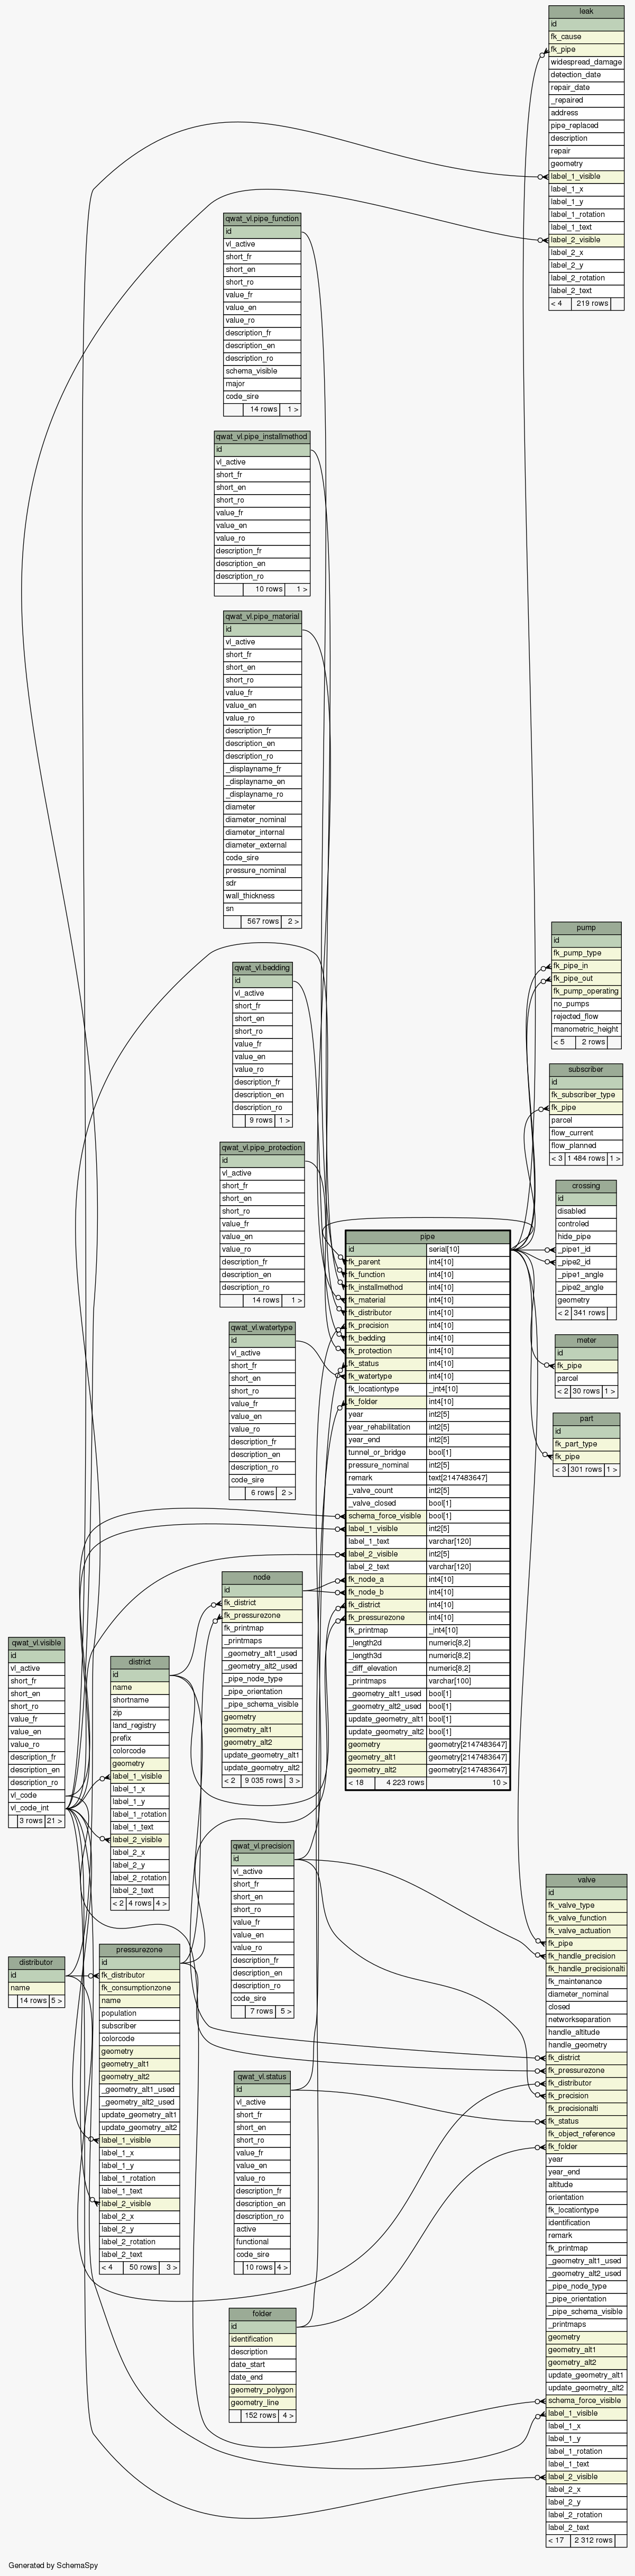 leak
id
fk_cause
fk_pipe
widespread_damage
detection_date
repair_date
_repaired
address
pipe_replaced
description
repair
geometry
label_1_visible
label_1_x
label_1_y
label_1_rotation
label_1_text
label_2_visible
label_2_x
label_2_y
label_2_rotation
label_2_text
< 4 219 rows
qwat_vl.pipe_function
id
vl_active
short_fr
short_en
short_ro
value_fr
value_en
value_ro
description_fr
description_en
description_ro
schema_visible
major
code_sire
14 rows 1 >
qwat_vl.pipe_installmethod
id
vl_active
short_fr
short_en
short_ro
value_fr
value_en
value_ro
description_fr
description_en
description_ro
10 rows 1 >
qwat_vl.pipe_material
id
vl_active
short_fr
short_en
short_ro
value_fr
value_en
value_ro
description_fr
description_en
description_ro
_displayname_fr
_displayname_en
_displayname_ro
diameter
diameter_nominal
diameter_internal
diameter_external
code_sire
pressure_nominal
sdr
wall_thickness
sn
567 rows 2 >
pump
id
fk_pump_type
fk_pipe_in
fk_pipe_out
fk_pump_operating
no_pumps
rejected_flow
manometric_height
< 5 2 rows
qwat_vl.bedding
id
vl_active
short_fr
short_en
short_ro
value_fr
value_en
value_ro
description_fr
description_en
description_ro
9 rows 1 >
subscriber
id
fk_subscriber_type
fk_pipe
parcel
flow_current
flow_planned
< 3 1 484 rows 1 >
qwat_vl.pipe_protection
id
vl_active
short_fr
short_en
short_ro
value_fr
value_en
value_ro
description_fr
description_en
description_ro
14 rows 1 >
crossing
id
disabled
controled
hide_pipe
_pipe1_id
_pipe2_id
_pipe1_angle
_pipe2_angle
geometry
< 2 341 rows
pipe
id serial[10]
fk_parent int4[10]
fk_function int4[10]
fk_installmethod int4[10]
fk_material int4[10]
fk_distributor int4[10]
fk_precision int4[10]
fk_bedding int4[10]
fk_protection int4[10]
fk_status int4[10]
fk_watertype int4[10]
fk_locationtype _int4[10]
fk_folder int4[10]
year int2[5]
year_rehabilitation int2[5]
year_end int2[5]
tunnel_or_bridge bool[1]
pressure_nominal int2[5]
remark text[2147483647]
_valve_count int2[5]
_valve_closed bool[1]
schema_force_visible bool[1]
label_1_visible int2[5]
label_1_text varchar[120]
label_2_visible int2[5]
label_2_text varchar[120]
fk_node_a int4[10]
fk_node_b int4[10]
fk_district int4[10]
fk_pressurezone int4[10]
fk_printmap _int4[10]
_length2d numeric[8,2]
_length3d numeric[8,2]
_diff_elevation numeric[8,2]
_printmaps varchar[100]
_geometry_alt1_used bool[1]
_geometry_alt2_used bool[1]
update_geometry_alt1 bool[1]
update_geometry_alt2 bool[1]
geometry geometry[2147483647]
geometry_alt1 geometry[2147483647]
geometry_alt2 geometry[2147483647]
< 18 4 223 rows 10 >
qwat_vl.watertype
id
vl_active
short_fr
short_en
short_ro
value_fr
value_en
value_ro
description_fr
description_en
description_ro
code_sire
6 rows 2 >
meter
id
fk_pipe
parcel
< 2 30 rows 1 >
part
id
fk_part_type
fk_pipe
< 3 301 rows 1 >
node
id
fk_district
fk_pressurezone
fk_printmap
_printmaps
_geometry_alt1_used
_geometry_alt2_used
_pipe_node_type
_pipe_orientation
_pipe_schema_visible
geometry
geometry_alt1
geometry_alt2
update_geometry_alt1
update_geometry_alt2
< 2 9 035 rows 3 >
qwat_vl.visible
id
vl_active
short_fr
short_en
short_ro
value_fr
value_en
value_ro
description_fr
description_en
description_ro
vl_code
vl_code_int
3 rows 21 >
district
id
name
shortname
zip
land_registry
prefix
colorcode
geometry
label_1_visible
label_1_x
label_1_y
label_1_rotation
label_1_text
label_2_visible
label_2_x
label_2_y
label_2_rotation
label_2_text
< 2 4 rows 4 >
qwat_vl.precision
id
vl_active
short_fr
short_en
short_ro
value_fr
value_en
value_ro
description_fr
description_en
description_ro
code_sire
7 rows 5 >
valve
id
fk_valve_type
fk_valve_function
fk_valve_actuation
fk_pipe
fk_handle_precision
fk_handle_precisionalti
fk_maintenance
diameter_nominal
closed
networkseparation
handle_altitude
handle_geometry
fk_district
fk_pressurezone
fk_distributor
fk_precision
fk_precisionalti
fk_status
fk_object_reference
fk_folder
year
year_end
altitude
orientation
fk_locationtype
identification
remark
fk_printmap
_geometry_alt1_used
_geometry_alt2_used
_pipe_node_type
_pipe_orientation
_pipe_schema_visible
_printmaps
geometry
geometry_alt1
geometry_alt2
update_geometry_alt1
update_geometry_alt2
schema_force_visible
label_1_visible
label_1_x
label_1_y
label_1_rotation
label_1_text
label_2_visible
label_2_x
label_2_y
label_2_rotation
label_2_text
< 17 2 312 rows
distributor
id
name
14 rows 5 >
pressurezone
id
fk_distributor
fk_consumptionzone
name
population
subscriber
colorcode
geometry
geometry_alt1
geometry_alt2
_geometry_alt1_used
_geometry_alt2_used
update_geometry_alt1
update_geometry_alt2
label_1_visible
label_1_x
label_1_y
label_1_rotation
label_1_text
label_2_visible
label_2_x
label_2_y
label_2_rotation
label_2_text
< 4 50 rows 3 >
qwat_vl.status
id
vl_active
short_fr
short_en
short_ro
value_fr
value_en
value_ro
description_fr
description_en
description_ro
active
functional
code_sire
10 rows 4 >
folder
id
identification
description
date_start
date_end
geometry_polygon
geometry_line
152 rows 4 >
Generated by SchemaSpy